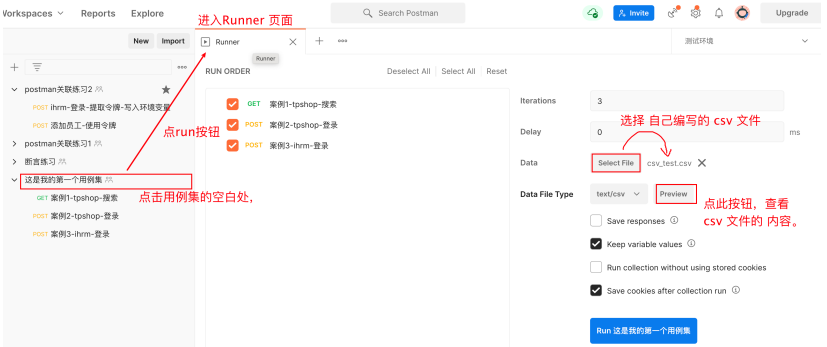 Workspaces
Reports
Explore
进入Runner 页面
Search Postman
Invite
Upgrade
New
Import
Runner
测试环境
Runner
postman关联练习2
POST ihrm-登录-提取令牌-写入环境变量
POST 添加员工-使用令牌
postman关联练习1
断言练习
这是我的第一个用例集
GET 案例1-tpshop-搜索
POST 案例2-tpshop-登录
POST 案例3-ihrm-登录
点run按钮
点击用例集的空白处,
RUN ORDER
Deselect All
Select All
Reset
GET 案例1-tpshop-搜索
POST 案例2-tpshop-登录
POST 案例3-ihrm-登录
Iterations
3
选择 自己编写的 csv 文件
Delay
0
ms
Data
Select File
csv_test.csv
Data File Type
text/csv
Preview
点此按钮，查看
csv 文件的 内容。
Save responses
Keep variable values
Run collection without using stored cookies
Save cookies after collection run
Run 这是我的第一个用例集